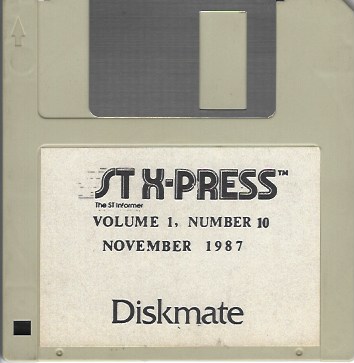 ST X-PRESS™
The ST Informer
VOLUME 1, NUMBER 10
NOVEMBER 1987
Diskmate